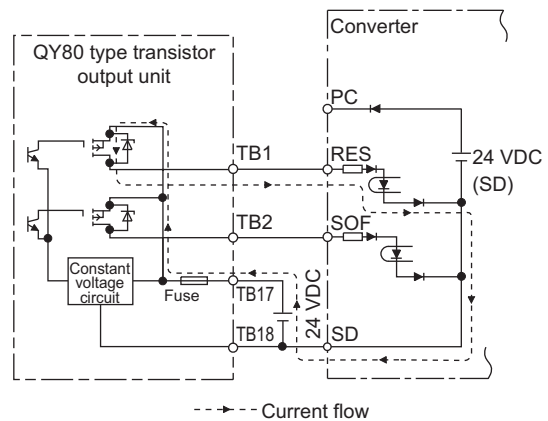 Converter
QY80 type transistor
output unit
PC
TB1
RES
24 VDC
(SD)
TB2
SOF
Constant
voltage
circuit
Fuse
TB17
24 VDC
TB18
SD
Current flow